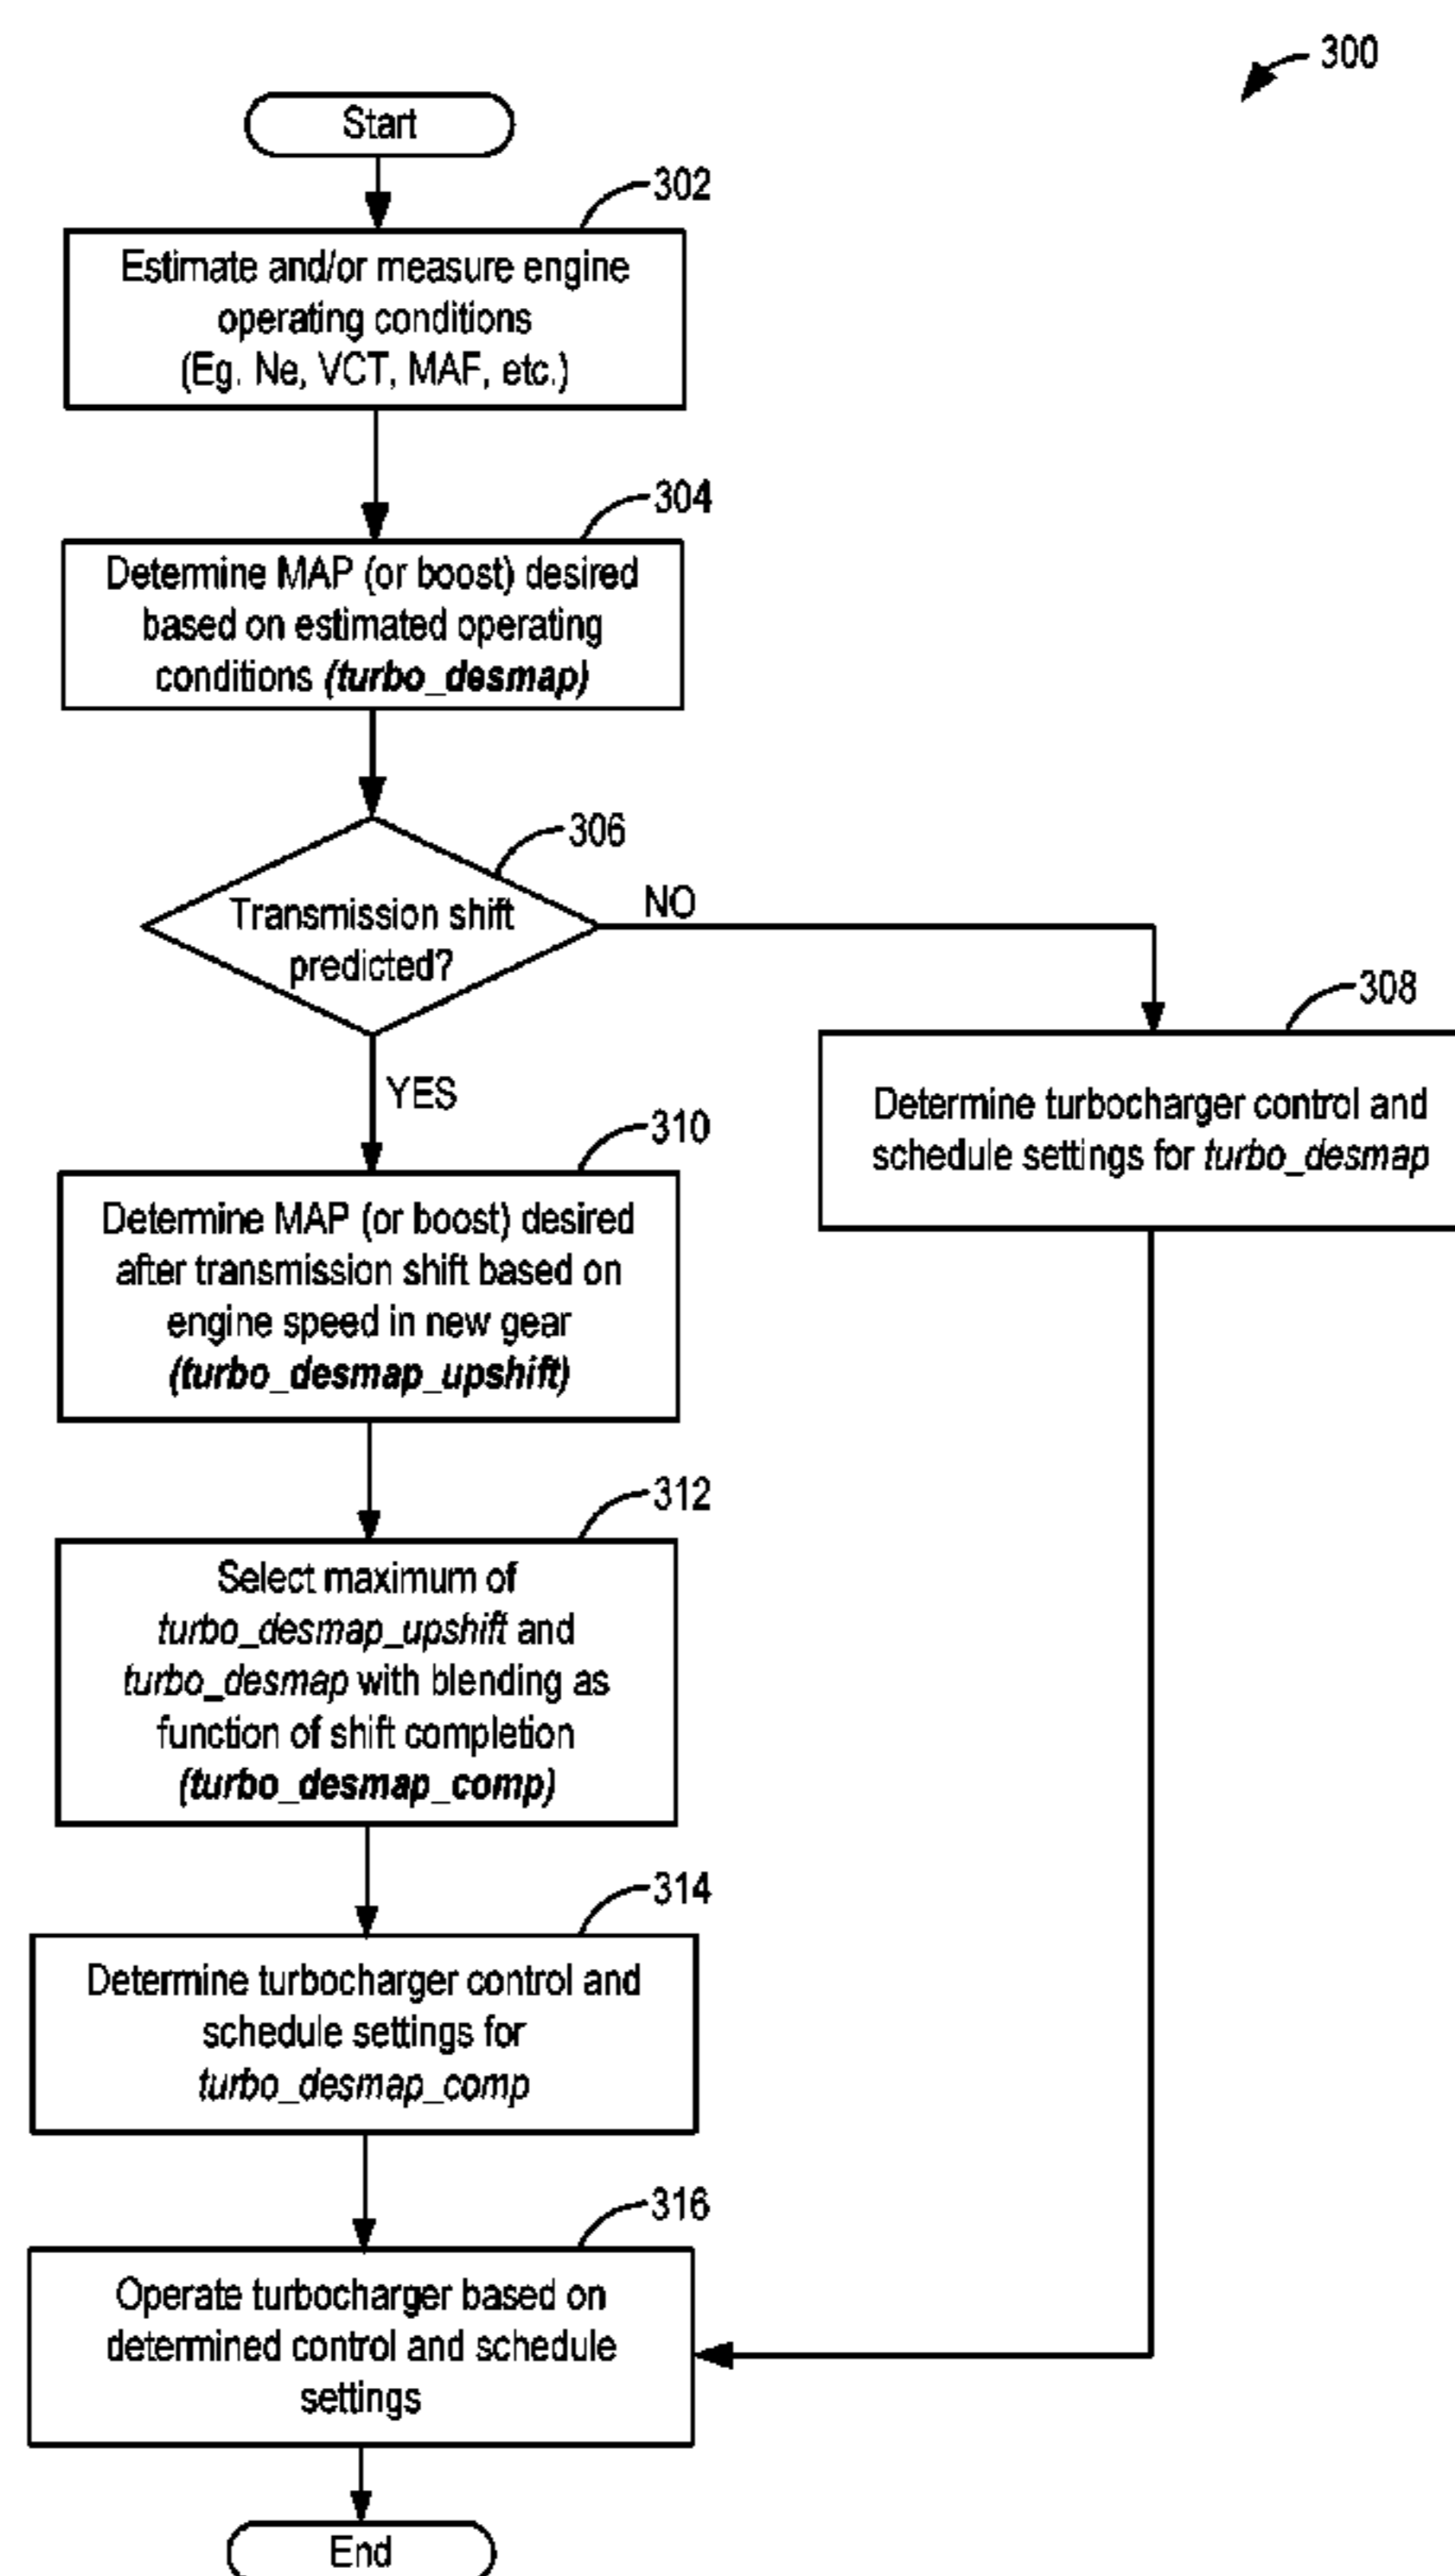 300
Start
302
Estimate and/or measure engine
operating conditions
(Eg. Ne, VCT, MAF, etc.)
304
Determine MAP (or boost) desired
based on estimated operating
conditions (turbo_desmap)
306
Transmission shift
predicted?
NO
YES
308
Determine turbocharger control and
schedule settings for turbo_desmap
310
Determine MAP (or boost) desired
after transmission shift based on
engine speed in new gear
(turbo_desmap_upshift)
312
Select maximum of
turbo_desmap_upshift and
turbo_desmap with blending as
function of shift completion
(turbo_desmap_comp)
314
Determine turbocharger control and
schedule settings for
turbo_desmap_comp
316
Operate turbocharger based on
determined control and schedule
settings
End